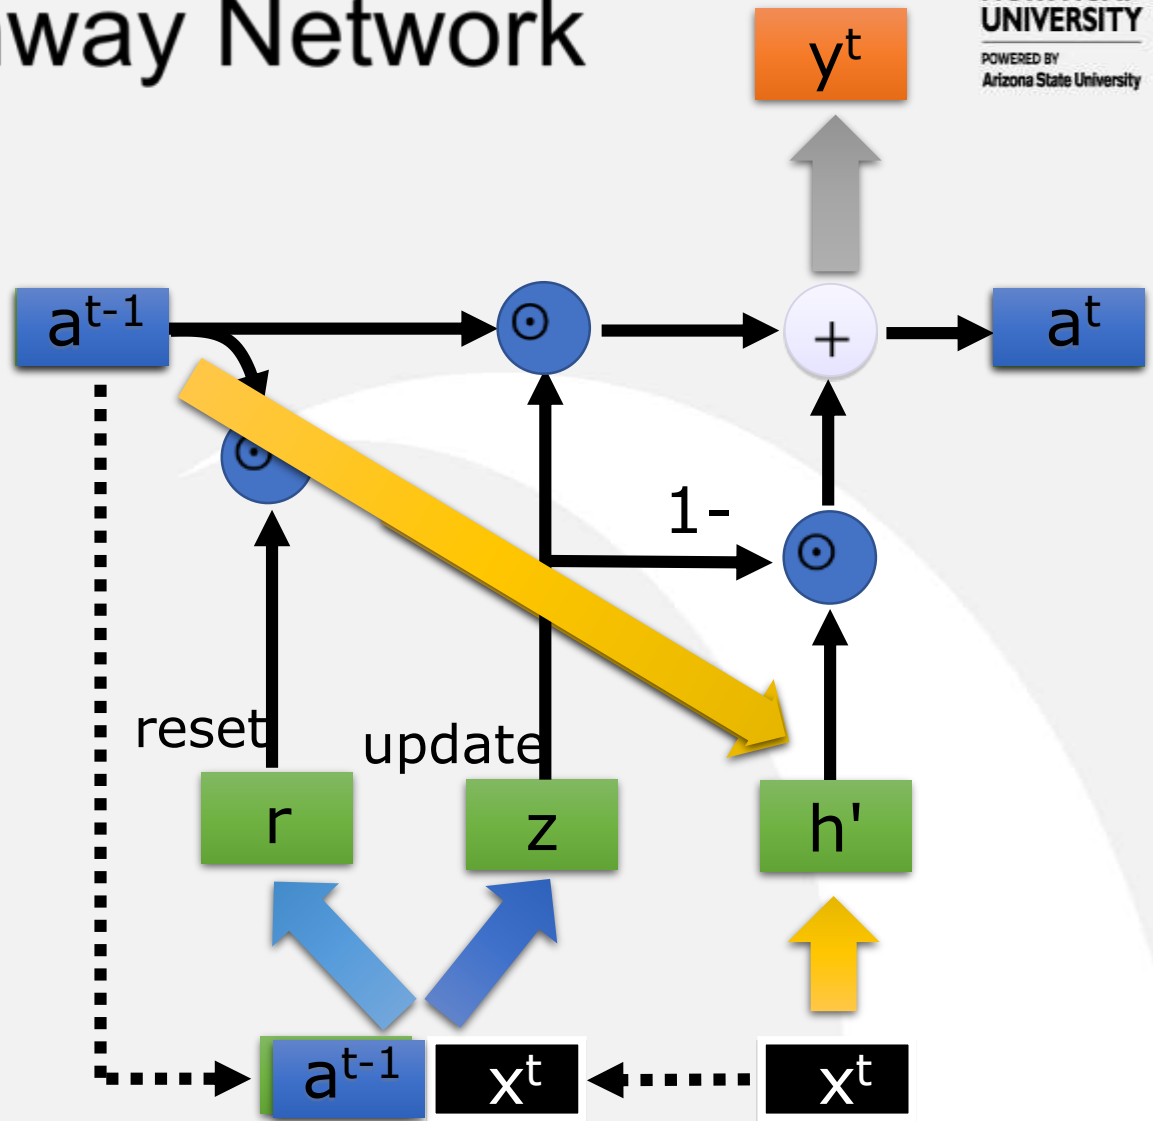 way Network
UNIVERSITY
POWERED BY
Arizona State University
yᵗ
aᵗ⁻¹
⊙
+
aᵗ
⊙
1-
⊙
reset
update
r
z
h'
aᵗ⁻¹
xᵗ
xᵗ